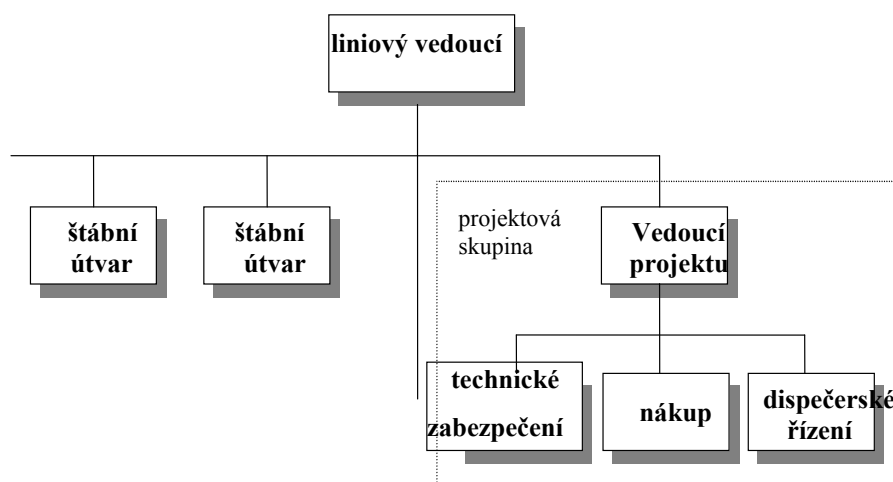 liniový vedoucí
štábní
útvar
štábní
útvar
projektová
skupina
Vedoucí
projektu
technické
zabezpečení
nákup
dispečerské
řízení